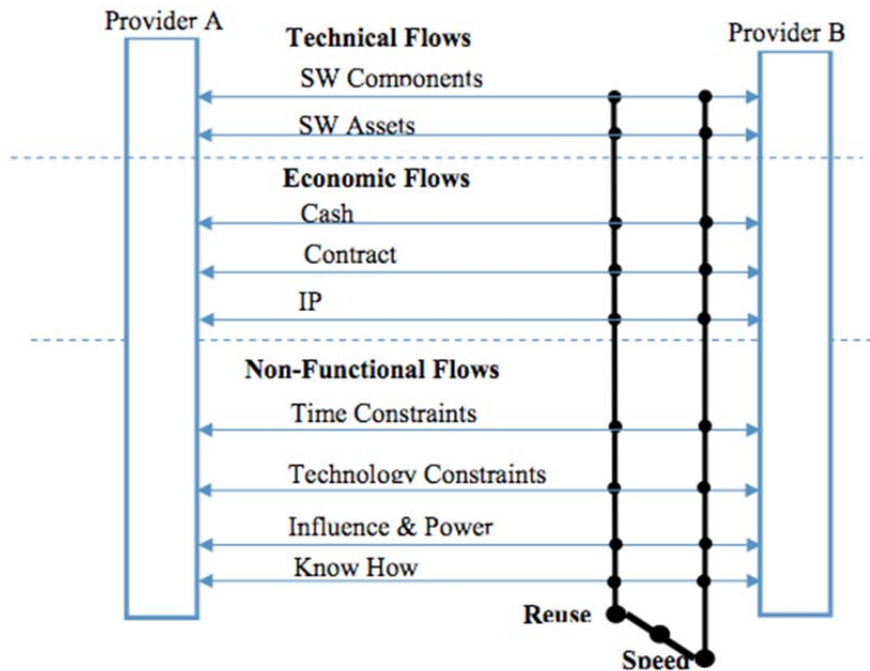 Provider A
Provider B
Technical Flows
SW Components
SW Assets
Economic Flows
Cash
Contract
IP
Non-Functional Flows
Time Constraints
Technology Constraints
Influence & Power
Know How
Reuse
Speed